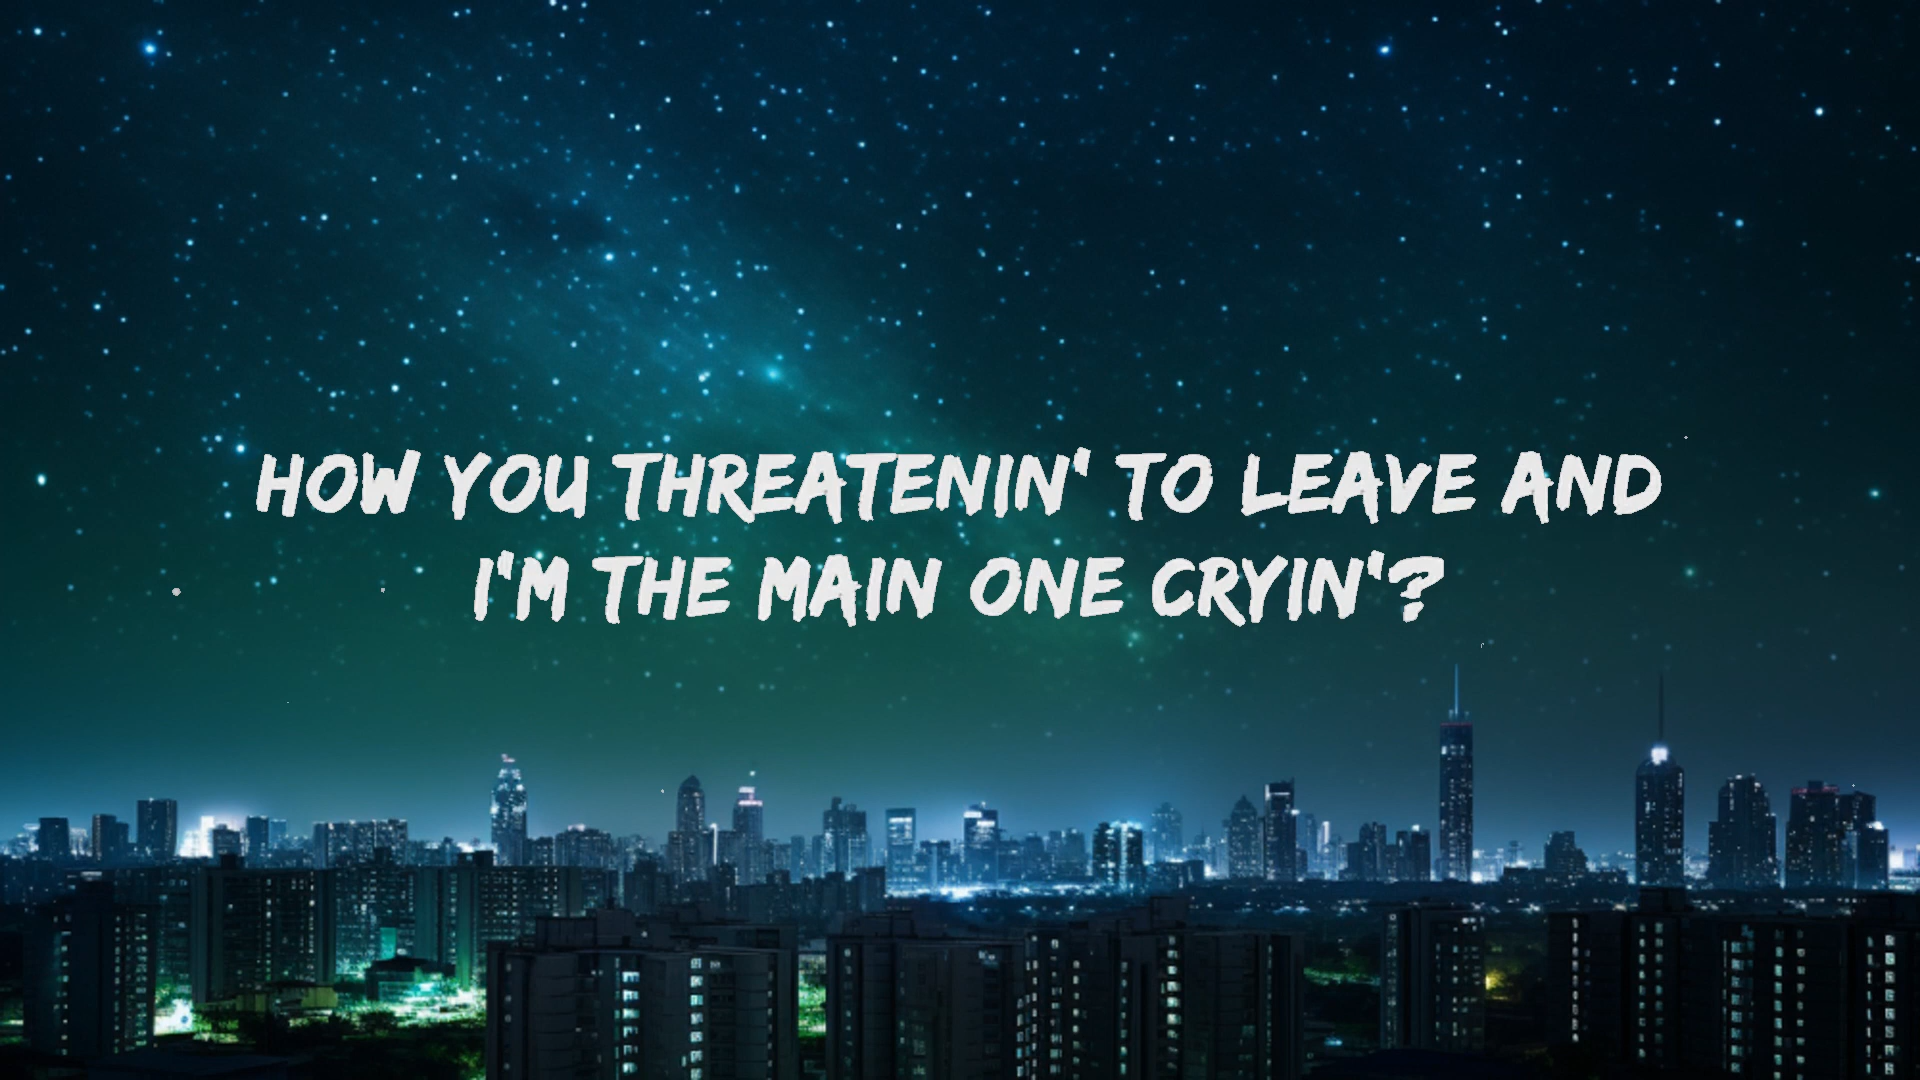 HOW YOU THREATENIN' TO LEAVE AND
I'M THE MAIN ONE CRYIN'?